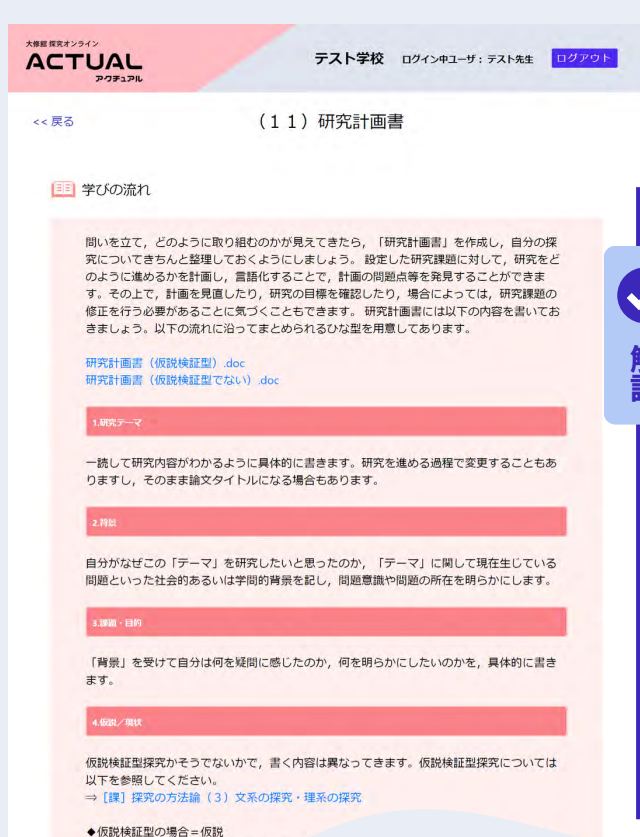 大修館 探究オンライン
ACTUAL
アクチュアル
テスト学校 ログイン中ユーザ： テスト先生 ログアウト
<< 戻る
（１１）研究計画書
学びの流れ
問いを立て，どのように取り組むのかが見えてきたら，「研究計画書」を作成し，自分の探
究についてきちんと整理しておくようにしましょう。 設定した研究課題に対して，研究をど
のように進めるかを計画し，言語化することで，計画の問題点等を発見することができま
す。その上で，計画を見直したり，研究の目標を確認したり，場合によっては，研究課題の
修正を行う必要があることに気づくこともできます。 研究計画書には以下の内容を書いてお
きましょう。以下の流れに沿ってまとめられるひな型を用意してあります。
研究計画書（仮説検証型）.doc
研究計画書（仮説検証型でない）.doc
1.研究テーマ
一読して研究内容がわかるように具体的に書きます。研究を進める過程で変更することもあ
りますし，そのまま論文タイトルになる場合もあります。
2.背景
自分がなぜこの「テーマ」を研究したいと思ったのか，「テーマ」に関して現在生じている
問題といった社会的あるいは学問的背景を記し，問題意識や問題の所在を明らかにします。
3.課題・目的
「背景」を受けて自分は何を疑問に感じたのか，何を明らかにしたいのかを，具体的に書き
ます。
4.仮説／現状
仮説検証型探究かそうでないかで，書く内容は異なってきます。仮説検証型探究については
以下を参照してください。
⇒［課］探究の方法論（３）文系の探究・理系の探究
◆仮説検証型の場合＝仮説